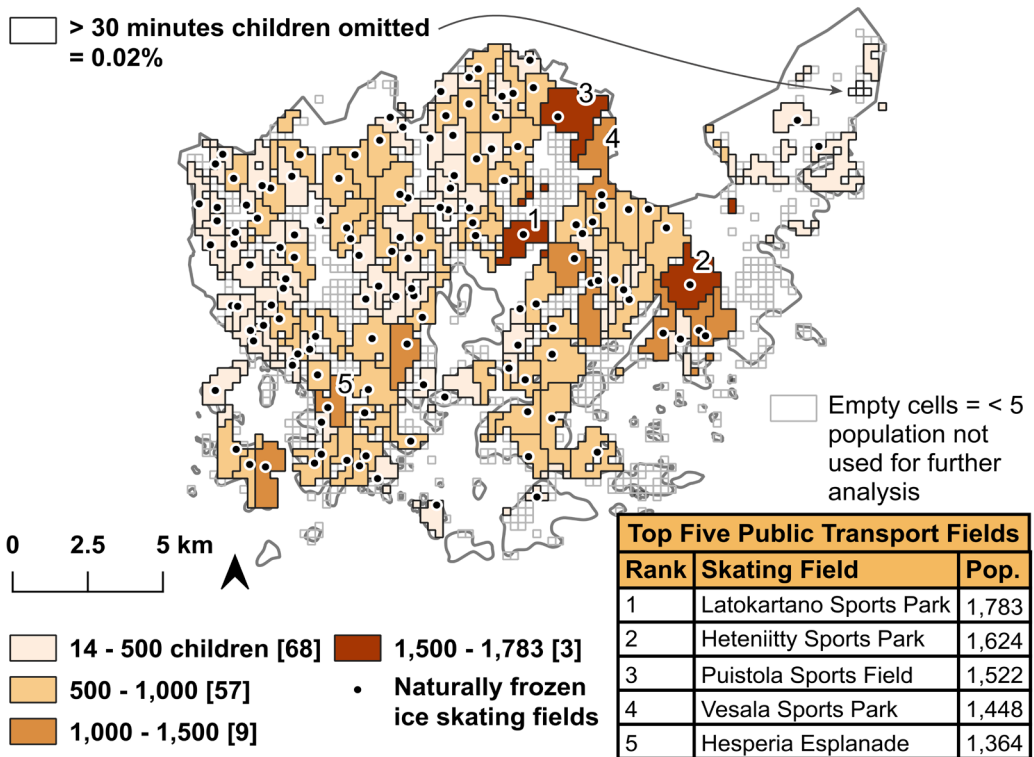 > 30 minutes children omitted
= 0.02%
3
4
1
2
5
Empty cells = < 5
population not
used for further
analysis
0 2.5 5 km
14 - 500 children [68]
500 - 1,000 [57]
1,000 - 1,500 [9]
1,500 - 1,783 [3]
Naturally frozen
ice skating fields
Top Five Public Transport Fields
Rank Skating Field Pop.
1 Latokartano Sports Park 1,783
2 Heteniitty Sports Park 1,624
3 Puistola Sports Field 1,522
4 Vesala Sports Park 1,448
5 Hesperia Esplanade 1,364